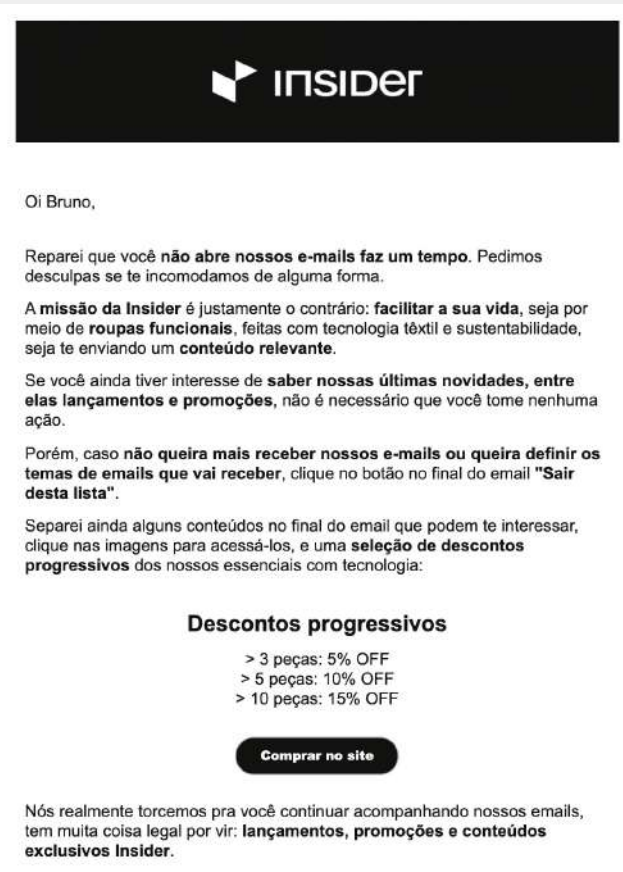 INSIDER
Oi Bruno,
Reparei que você não abre nossos e-mails faz um tempo. Pedimos
desculpas se te incomodamos de alguma forma.
A missão da Insider é justamente o contrário: facilitar a sua vida, seja por
meio de roupas funcionais, feitas com tecnologia têxtil e sustentabilidade,
seja te enviando um conteúdo relevante.
Se você ainda tiver interesse de saber nossas últimas novidades, entre
elas lançamentos e promoções, não é necessário que você tome nenhuma
ação.
Porém, caso não queira mais receber nossos e-mails ou queira definir os
temas de emails que vai receber, clique no botão no final do email "Sair
desta lista".
Separei ainda alguns conteúdos no final do email que podem te interessar,
clique nas imagens para acessá-los, e uma seleção de descontos
progressivos dos nossos essenciais com tecnologia:
Descontos progressivos
> 3 peças: 5% OFF
> 5 peças: 10% OFF
> 10 peças: 15% OFF
Comprar no site
Nós realmente torcemos pra você continuar acompanhando nossos emails,
tem muita coisa legal por vir: lançamentos, promoções e conteúdos
exclusivos Insider.